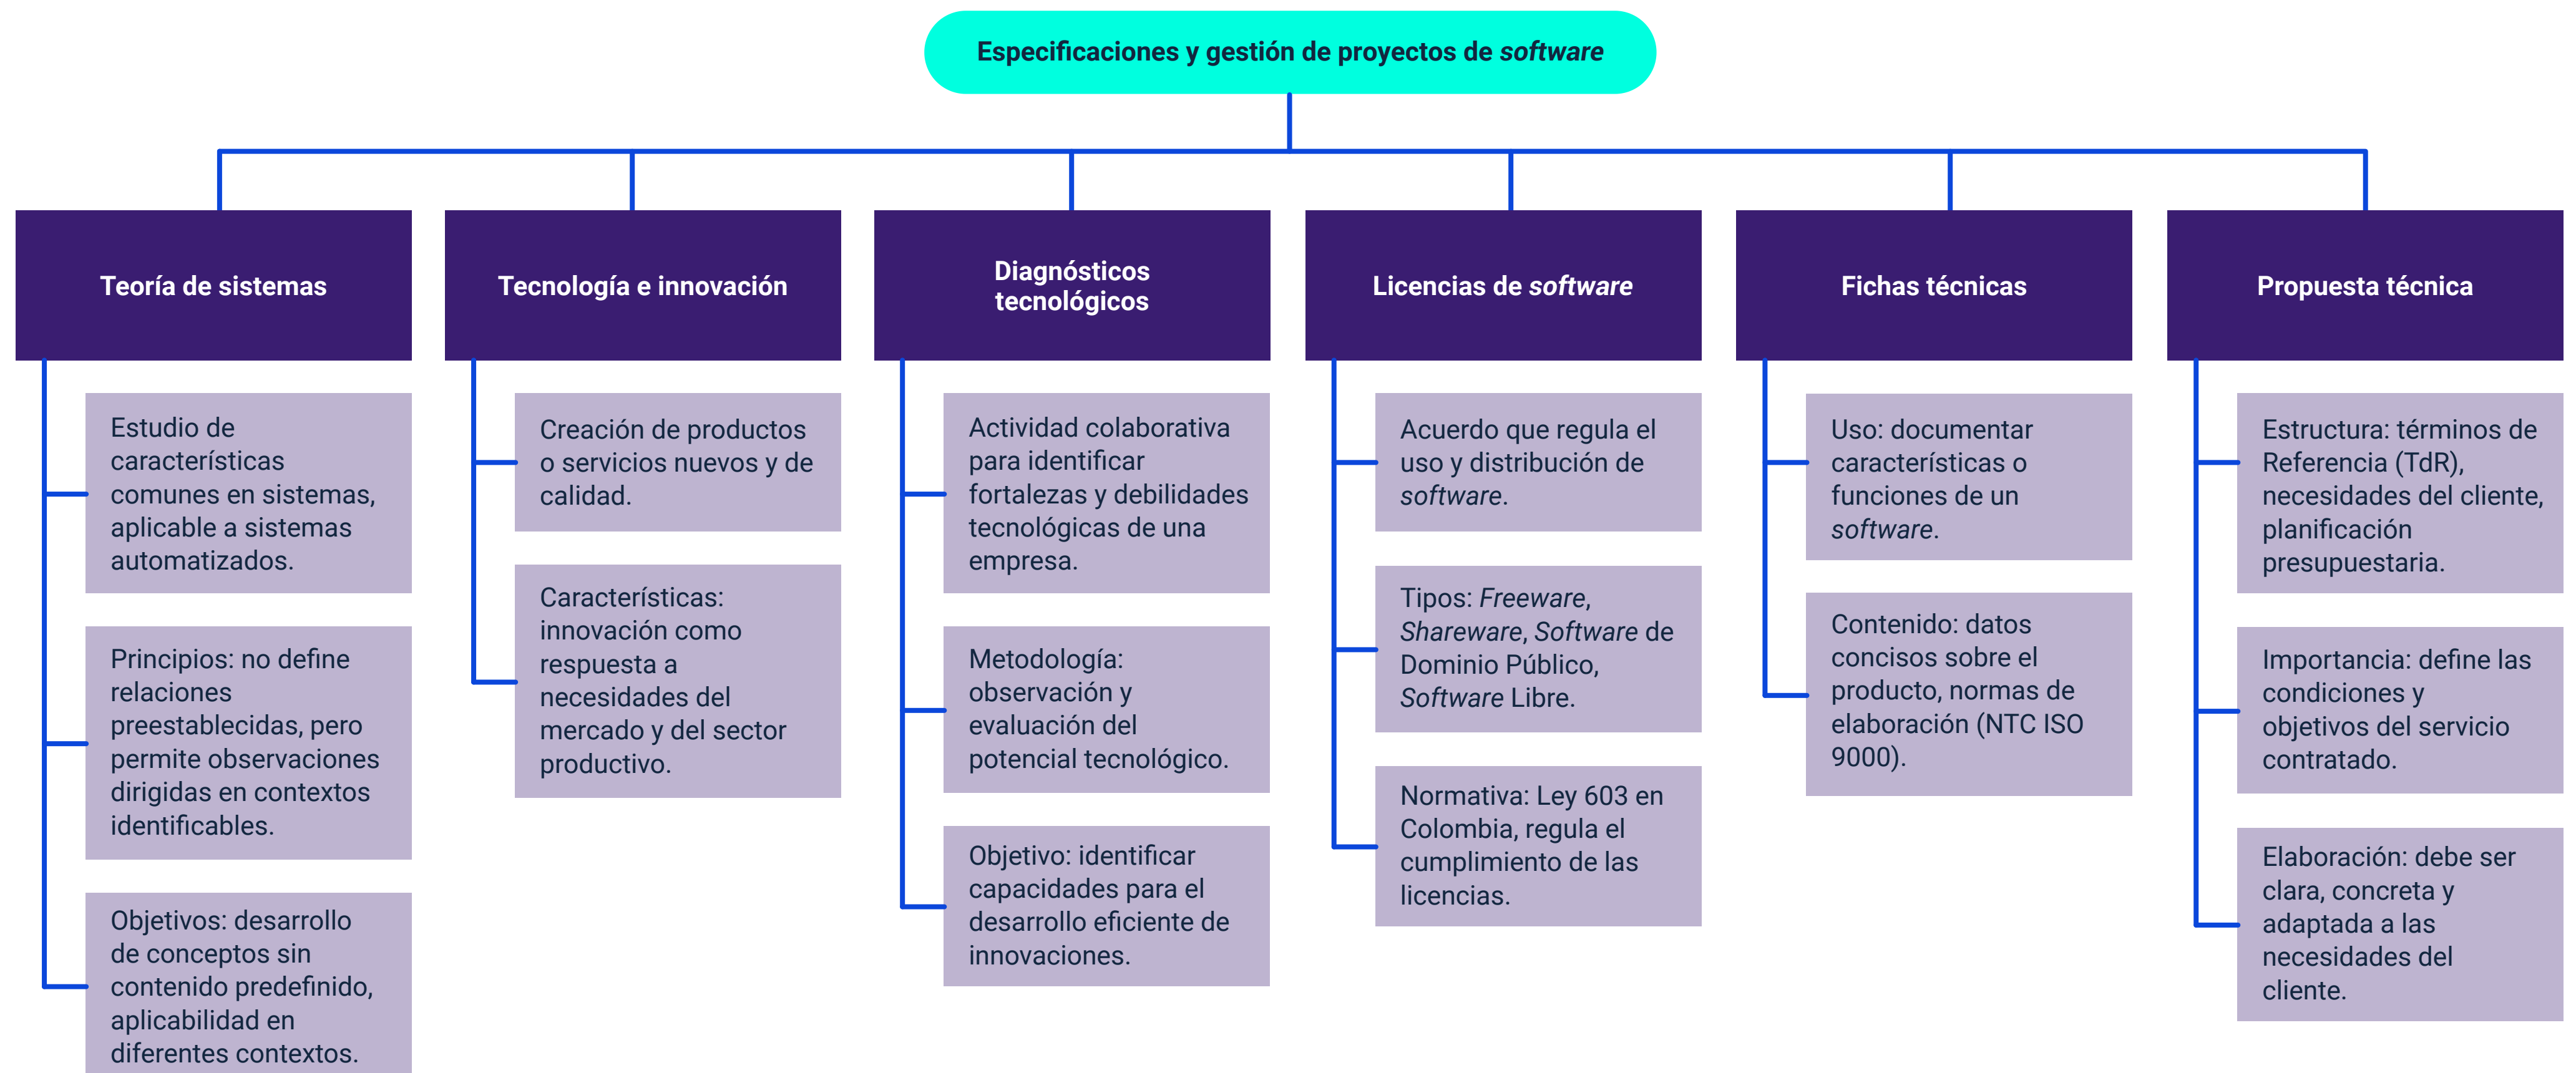 Especificaciones y gestión de proyectos de software
Teoría de sistemas
Estudio de
características
comunes en sistemas,
aplicable a sistemas
automatizados.
Principios: no define
relaciones
preestablecidas, pero
permite observaciones
dirigidas en contextos
identificables.
Objetivos: desarrollo
de conceptos sin
contenido predefinido,
aplicabilidad en
diferentes contextos.
Tecnología e innovación
Creación de productos
o servicios nuevos y de
calidad.
Características:
innovación como
respuesta a
necesidades del
mercado y del sector
productivo.
Diagnósticos
tecnológicos
Actividad colaborativa
para identificar
fortalezas y debilidades
tecnológicas de una
empresa.
Metodología:
observación y
evaluación del
potencial tecnológico.
Objetivo: identificar
capacidades para el
desarrollo eficiente de
innovaciones.
Licencias de software
Acuerdo que regula el
uso y distribución de
software.
Tipos: Freeware,
Shareware, Software de
Dominio Público,
Software Libre.
Normativa: Ley 603 en
Colombia, regula el
cumplimiento de las
licencias.
Fichas técnicas
Uso: documentar
características o
funciones de un
software.
Contenido: datos
concisos sobre el
producto, normas de
elaboración (NTC ISO
9000).
Propuesta técnica
Estructura: términos de
Referencia (TdR),
necesidades del cliente,
planificación
presupuestaria.
Importancia: define las
condiciones y
objetivos del servicio
contratado.
Elaboración: debe ser
clara, concreta y
adaptada a las
necesidades del
cliente.